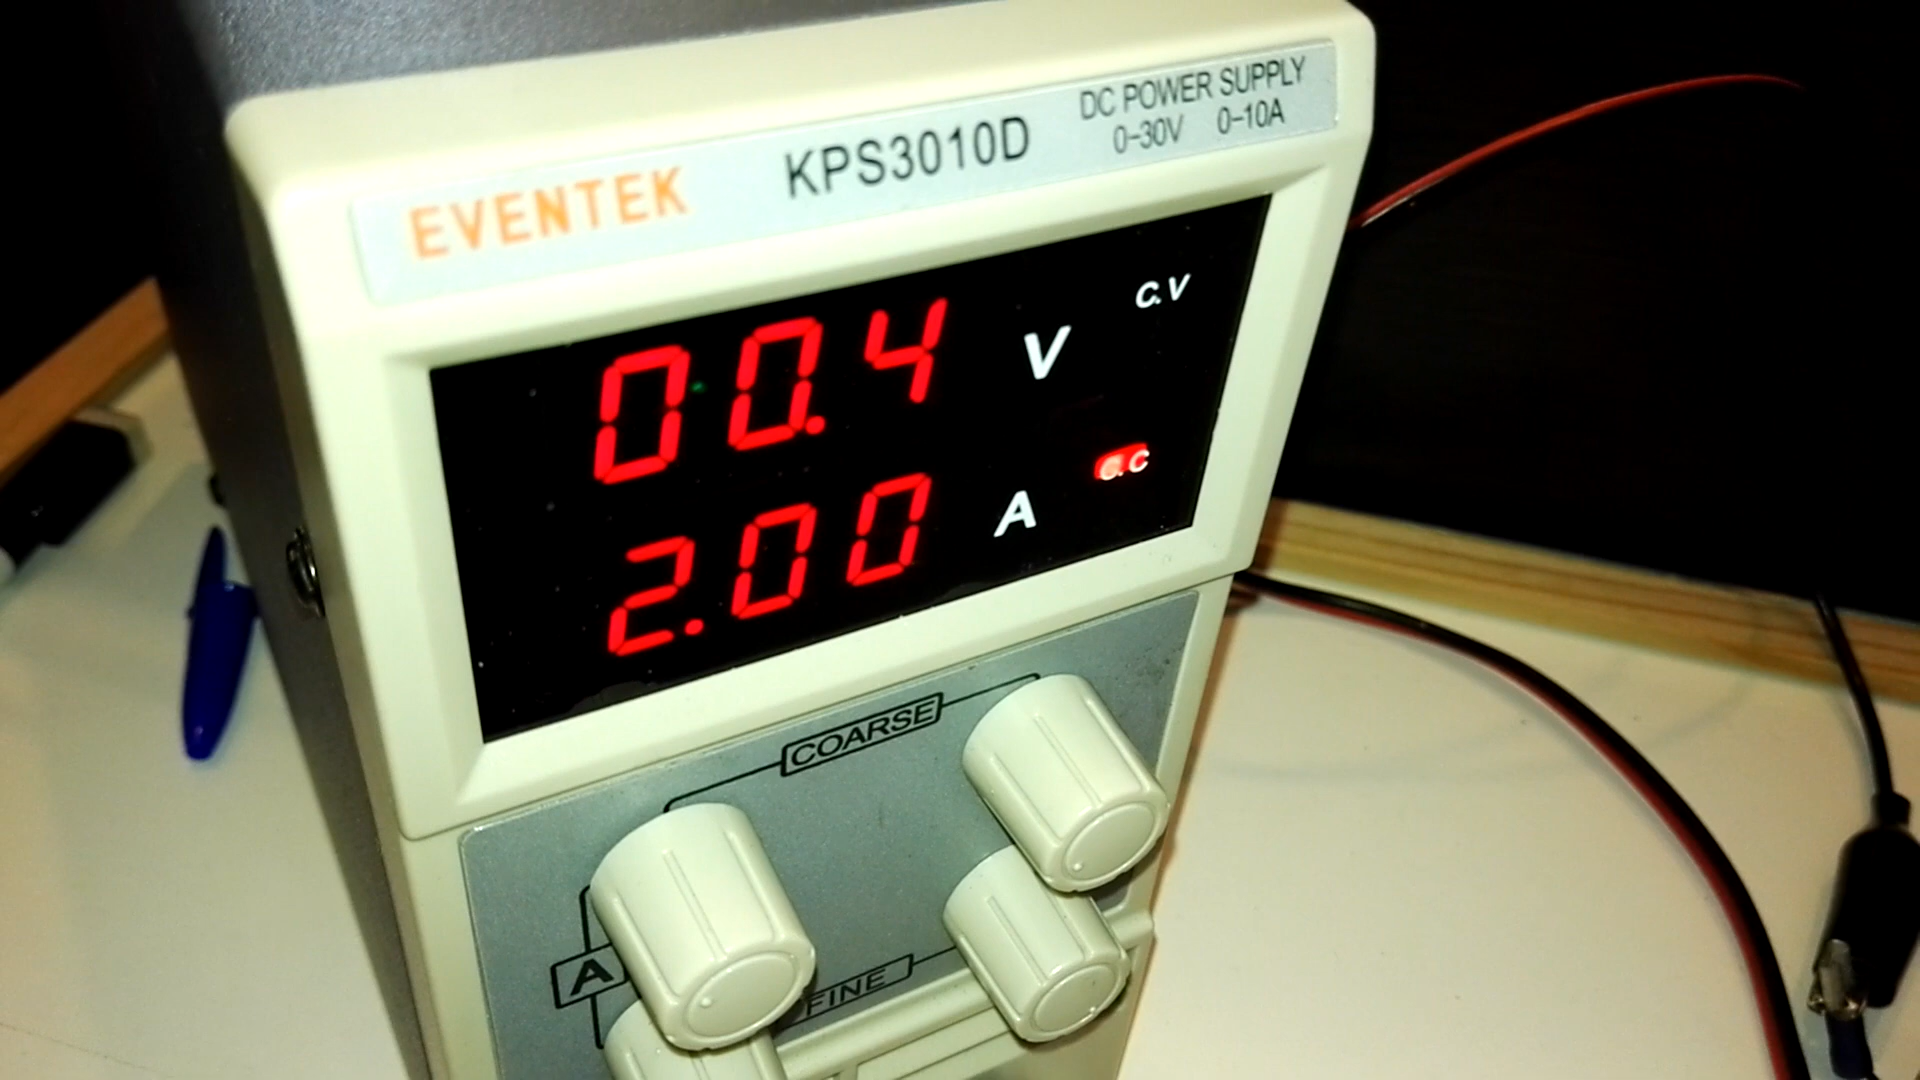 EVENTEK
KPS3010D
DC POWER SUPPLY
0-30V 0-10A
00.4 V
C.V
2.00 A
C.C
COARSE
A
FINE